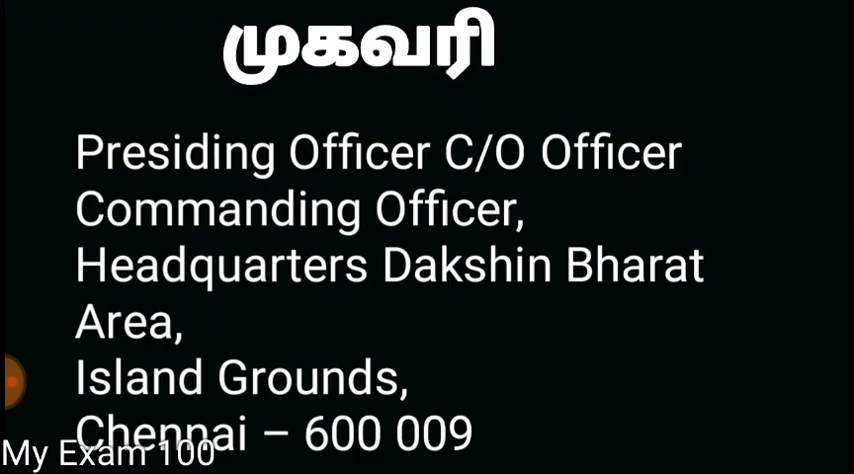 முகவரி
Presiding Officer C/O Officer
Commanding Officer,
Headquarters Dakshin Bharat
Area,
Island Grounds,
Chennai – 600 009
My Exam 100